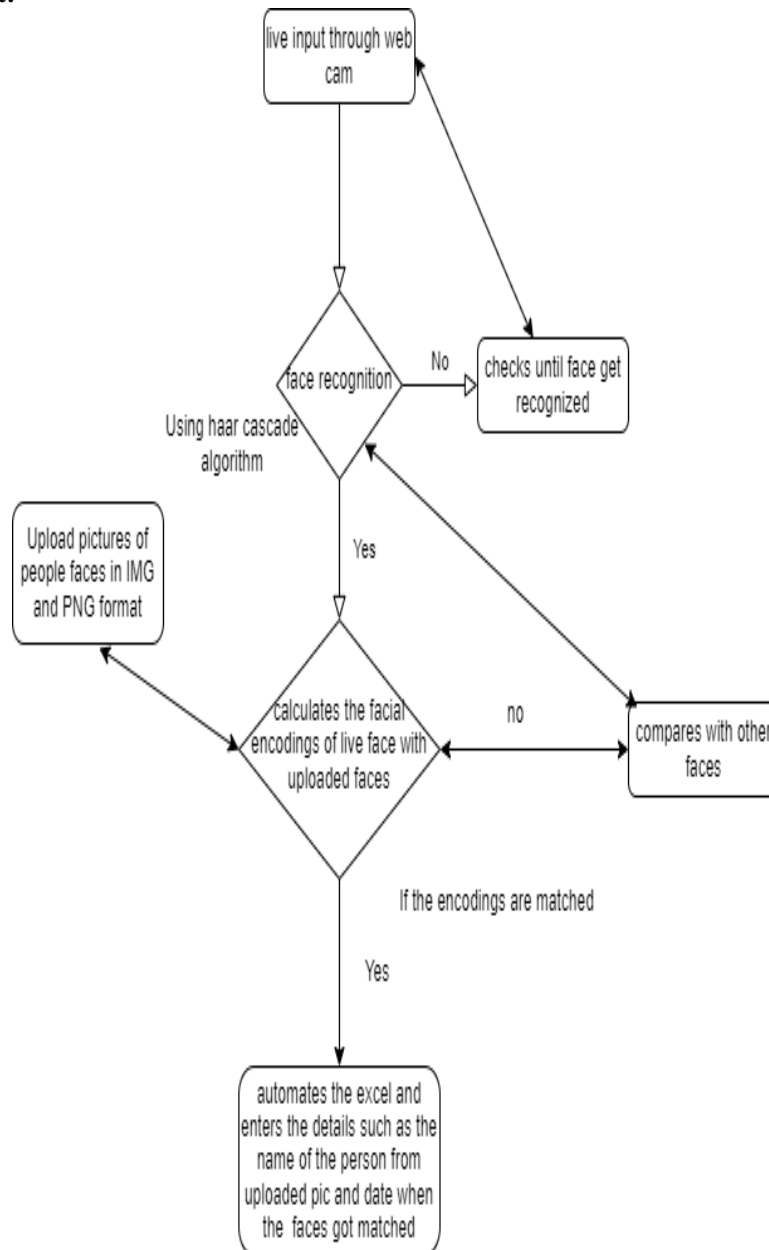 live input through web
cam
face recognition
No
checks until face get
recognized
Using haar cascade
algorithm
Yes
Upload pictures of
people faces in IMG
and PNG format
calculates the facial
encodings of live face with
uploaded faces
no
compares with other
faces
If the encodings are matched
Yes
automates the excel and
enters the details such as the
name of the person from
uploaded pic and date when
the faces got matched